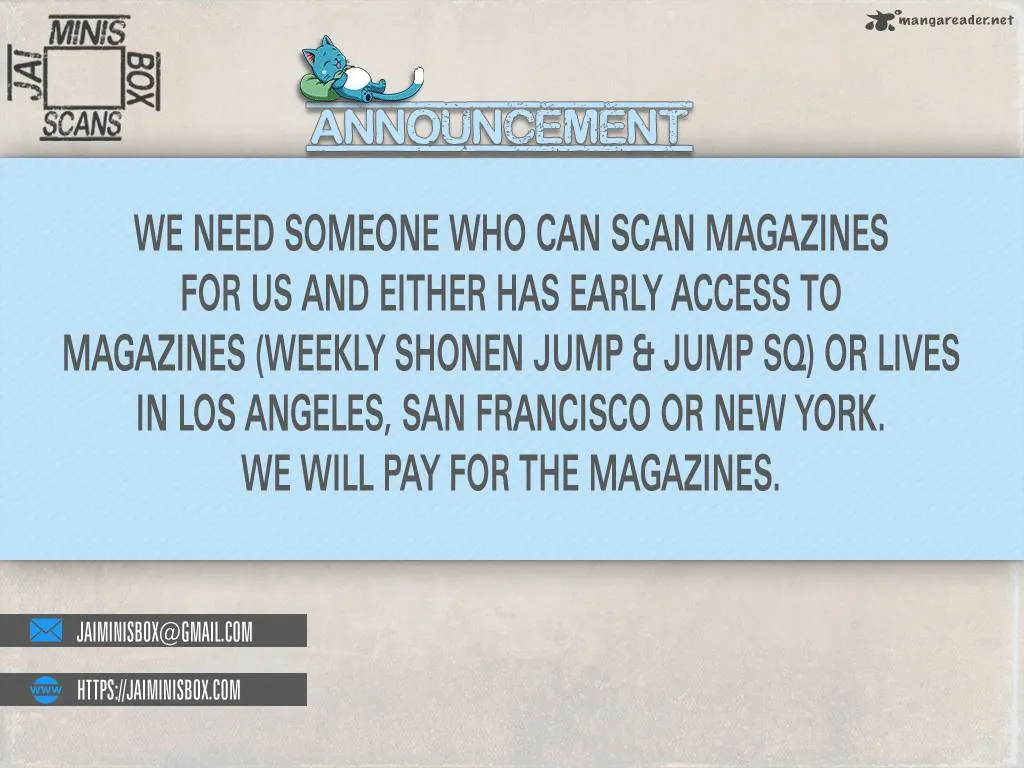 JAI MINIS BOX SCANS
mangareader.net
ANNOUNCEMENT
WE NEED SOMEONE WHO CAN SCAN MAGAZINES
FOR US AND EITHER HAS EARLY ACCESS TO
MAGAZINES (WEEKLY SHONEN JUMP & JUMP SQ) OR LIVES
IN LOS ANGELES, SAN FRANCISCO OR NEW YORK.
WE WILL PAY FOR THE MAGAZINES.
JAIMINISBOX@GMAIL.COM
WWW
HTTPS://JAIMINISBOX.COM